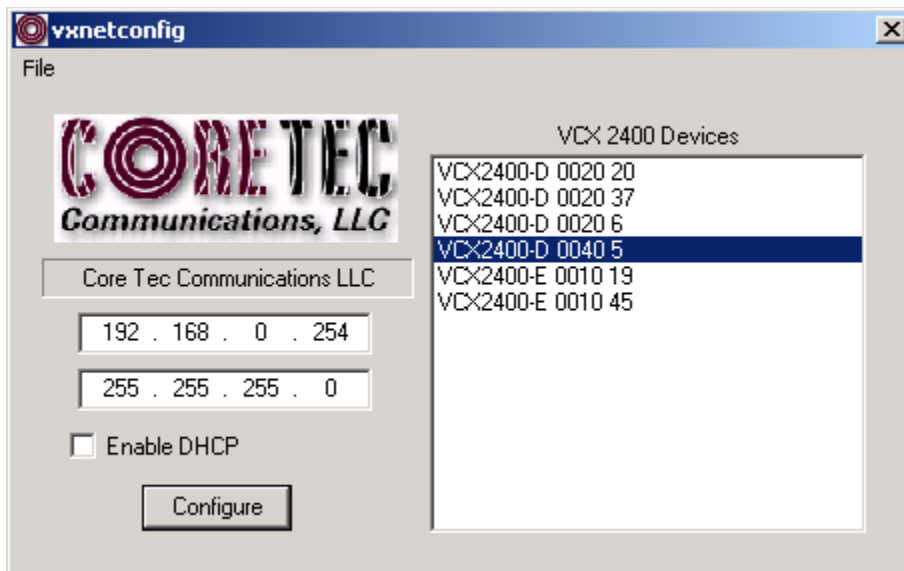 vxnetconfig
File
CORETEC
Communications, LLC
Core Tec Communications LLC
192 . 168 . 0 . 254
255 . 255 . 255 . 0
Enable DHCP
Configure
VCX 2400 Devices
VCX2400-D 0020 20
VCX2400-D 0020 37
VCX2400-D 0020 6
VCX2400-D 0040 5
VCX2400-E 0010 19
VCX2400-E 0010 45